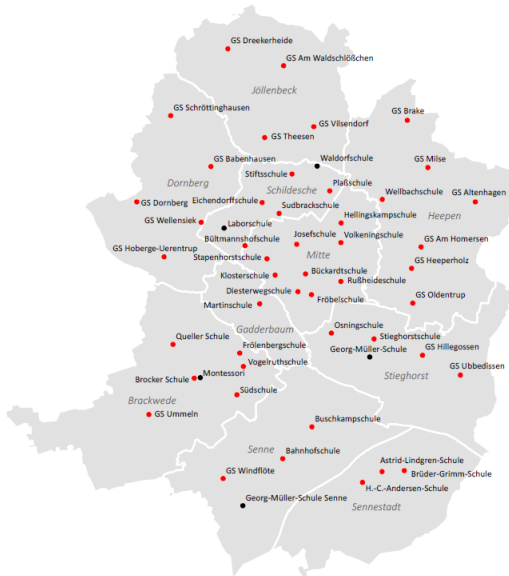 GS Dreekerheide
GS Am Waldschlößchen
Jöllenbeck
GS Schröttinghausen
GS Brake
GS Vilsendorf
GS Theesen
Waldorfschule
GS Babenhausen
GS Milse
Stiftsschule
Dornberg
Schildesche
Plaßschule
Wellbachschule
GS Altenhagen
GS Dornberg
Eichendorffschule
Sudbrackschule
Heepen
GS Wellensiek
Laborschule
Hellingskampschule
Bültmannshofschule
Josefschule
Volkeningschule
GS Am Homersen
GS Hoberge-Uerentrup
Stapenhorstschule
Mitte
GS Heeperholz
Klosterschule
Bückardtschule
Rußheideschule
Diesterwegschule
Fröbelschule
GS Oldentrup
Martinschule
Gadderbaum
Osningschule
Stieghorstschule
Queller Schule
Frölenbergschule
Georg-Müller-Schule
GS Hillegossen
Vogelruthschule
GS Ubbedissen
Montessori
Brocker Schule
Stieghorst
Brackwede
Südschule
GS Ummeln
Buschkampschule
Senne
Bahnhofschule
Astrid-Lindgren-Schule
GS Windflöte
Brüder-Grimm-Schule
H.-C.-Andersen-Schule
Georg-Müller-Schule Senne
Sennestadt